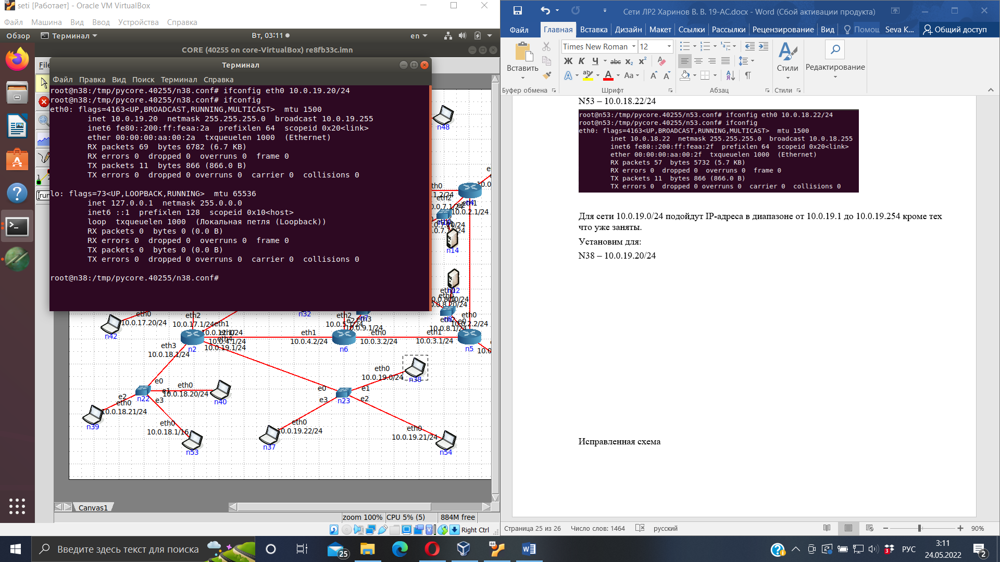 seti [Работает] - Oracle VM VirtualBox
Файл Машина Вид Ввод Устройства Справка
Обзор Терминал Вт, 03:11 en
CORE (40255 on core-VirtualBox) re8fb33c.imn
File
Терминал
Файл Правка Вид Поиск Терминал Справка
root@n38:/tmp/pycore.40255/n38.conf# ifconfig eth0 10.0.19.20/24
root@n38:/tmp/pycore.40255/n38.conf# ifconfig
eth0: flags=4163<UP,BROADCAST,RUNNING,MULTICAST>  mtu 1500
inet 10.0.19.20  netmask 255.255.255.0  broadcast 10.0.19.255
inet6 fe80::200:ff:feaa:2a  prefixlen 64  scopeid 0x20<link>
ether 00:00:00:aa:00:2a  txqueuelen 1000  (Ethernet)
RX packets 69  bytes 6782 (6.7 KB)
RX errors 0  dropped 0  overruns 0  frame 0
TX packets 11  bytes 866 (866.0 B)
TX errors 0  dropped 0 overruns 0  carrier 0  collisions 0
lo: flags=73<UP,LOOPBACK,RUNNING>  mtu 65536
inet 127.0.0.1  netmask 255.0.0.0
inet6 ::1  prefixlen 128  scopeid 0x10<host>
loop  txqueuelen 1000  (Локальная петля (Loopback))
RX packets 0  bytes 0 (0.0 B)
RX errors 0  dropped 0  overruns 0  frame 0
TX packets 0  bytes 0 (0.0 B)
TX errors 0  dropped 0 overruns 0  carrier 0  collisions 0
root@n38:/tmp/pycore.40255/n38.conf#
n48
n4
10.0.2.1/24
n14
n12
eth0
10.0.17.20/24
n42
n32
eth2
10.0.17.1/24
eth1
n2
eth3
10.0.18.1/24
10.0.19.1/24
eth1
10.0.4.2/24
eth2
eth3
10.0.9.1/24
n6
eth0
10.0.3.2/24
eth1
10.0.3.1/24
10.0.8.1/24
eth0
10.0.2.2/24
n5
eth0
10.0.19.0/24
n38
e0
e1
e2
e3
n23
e0
e2
e3
n22
eth0
10.0.18.20/24
n40
eth0
10.0.18.21/24
n39
eth0
10.0.18.1/16
n53
eth0
10.0.19.22/24
n37
eth0
10.0.19.21/24
n54
Canvas1
zoom 100% CPU 5% (5) 884M free
Right Ctrl
Сети ЛР2 Харинов В. В. 19-АС.docx - Word (Сбой активации продукта)
Файл Главная Вставка Дизайн Макет Ссылки Рассылки Рецензирование Вид Помощ Seva K... Общий доступ
Вставить
Times New Roman 12
Ж К Ч abc x₂ x²
A A Aa A A
Стили
Редактирование
Буфер обмена Шрифт Абзац Стили
N53 – 10.0.18.22/24
root@n53:/tmp/pycore.40255/n53.conf# ifconfig eth0 10.0.18.22/24
root@n53:/tmp/pycore.40255/n53.conf# ifconfig
eth0: flags=4163<UP,BROADCAST,RUNNING,MULTICAST>  mtu 1500
inet 10.0.18.22  netmask 255.255.255.0  broadcast 10.0.18.255
inet6 fe80::200:ff:feaa:2f  prefixlen 64  scopeid 0x20<link>
ether 00:00:00:aa:00:2f  txqueuelen 1000  (Ethernet)
RX packets 57  bytes 5732 (5.7 KB)
RX errors 0  dropped 0  overruns 0  frame 0
TX packets 11  bytes 866 (866.0 B)
TX errors 0  dropped 0 overruns 0  carrier 0  collisions 0
Для сети 10.0.19.0/24 подойдут IP-адреса в диапазоне от 10.0.19.1 до 10.0.19.254 кроме тех
что уже заняты.
Установим для:
N38 – 10.0.19.20/24
Исправленная схема
Страница 25 из 26 Число слов: 1464 русский 90%
Введите здесь текст для поиска
25
РУС
3:11
24.05.2022
2